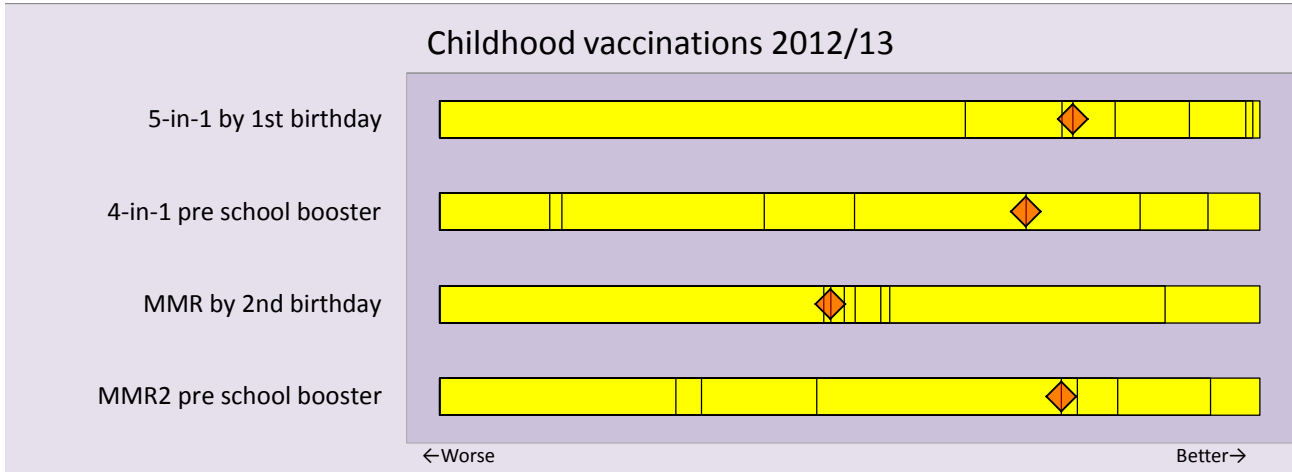 Childhood vaccinations 2012/13
5-in-1 by 1st birthday
4-in-1 pre school booster
MMR by 2nd birthday
MMR2 pre school booster
←Worse Better→